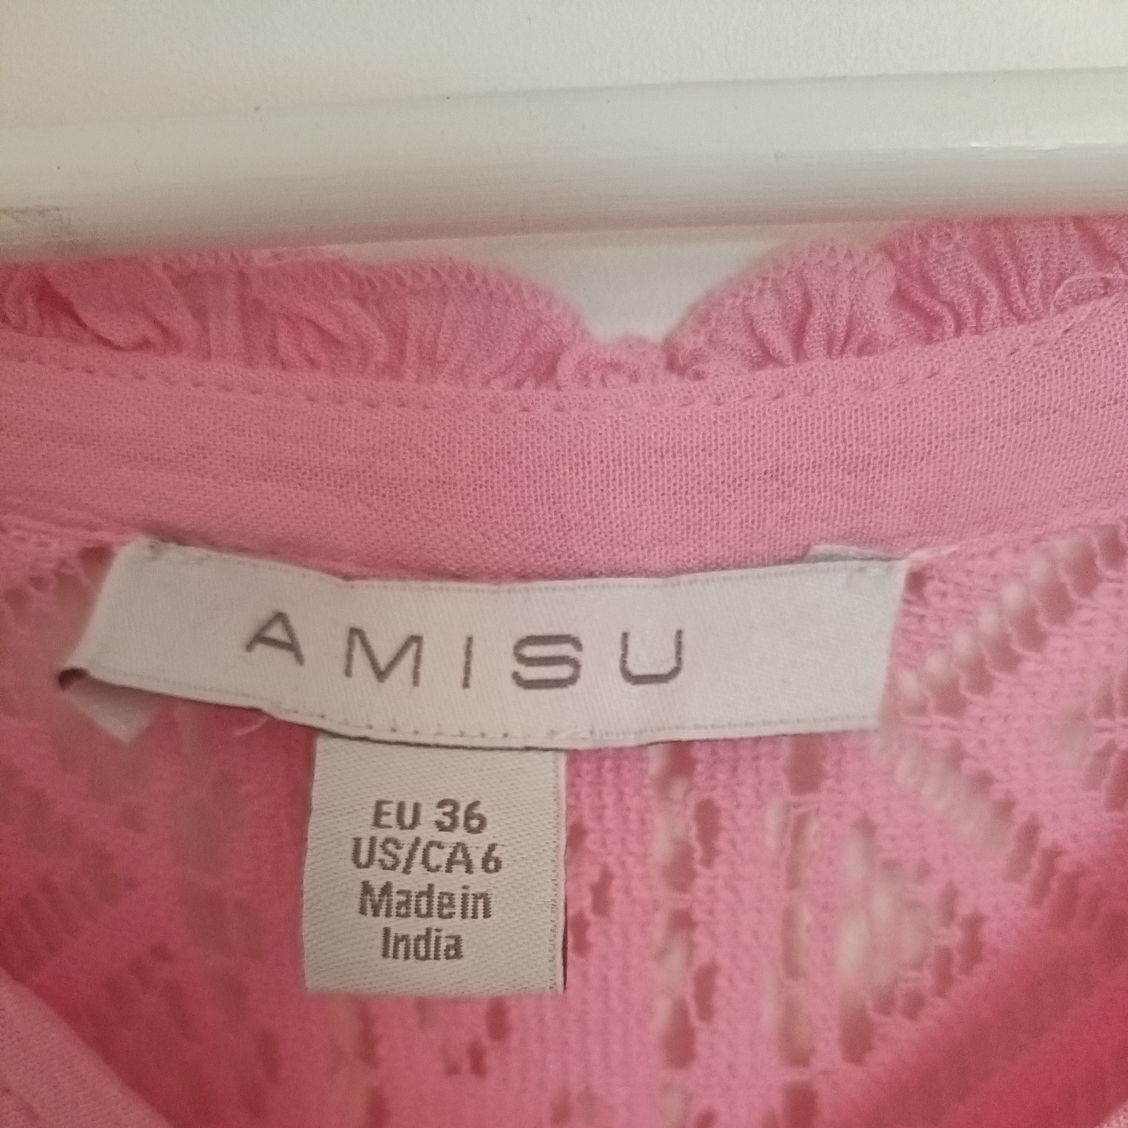 AMISU
EU 36
US/CA 6
Made in
India